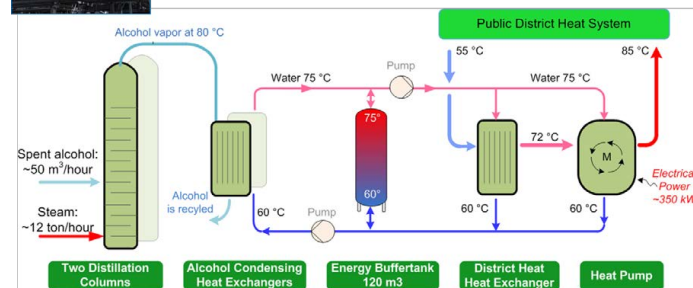 Public District Heat System
Alcohol vapor at 80 °C
55 °C
85 °C
Pump
Water 75 °C
Water 75 °C
75°
72 °C
M
Spent alcohol:
~50 m³/hour
Electrical
Power
~350 kW
Alcohol
is recyled
60°
Steam:
~12 ton/hour
60 °C
Pump
60 °C
60 °C
Two Distillation
Columns
Alcohol Condensing
Heat Exchangers
Energy Buffertank
120 m3
District Heat
Heat Exchanger
Heat Pump